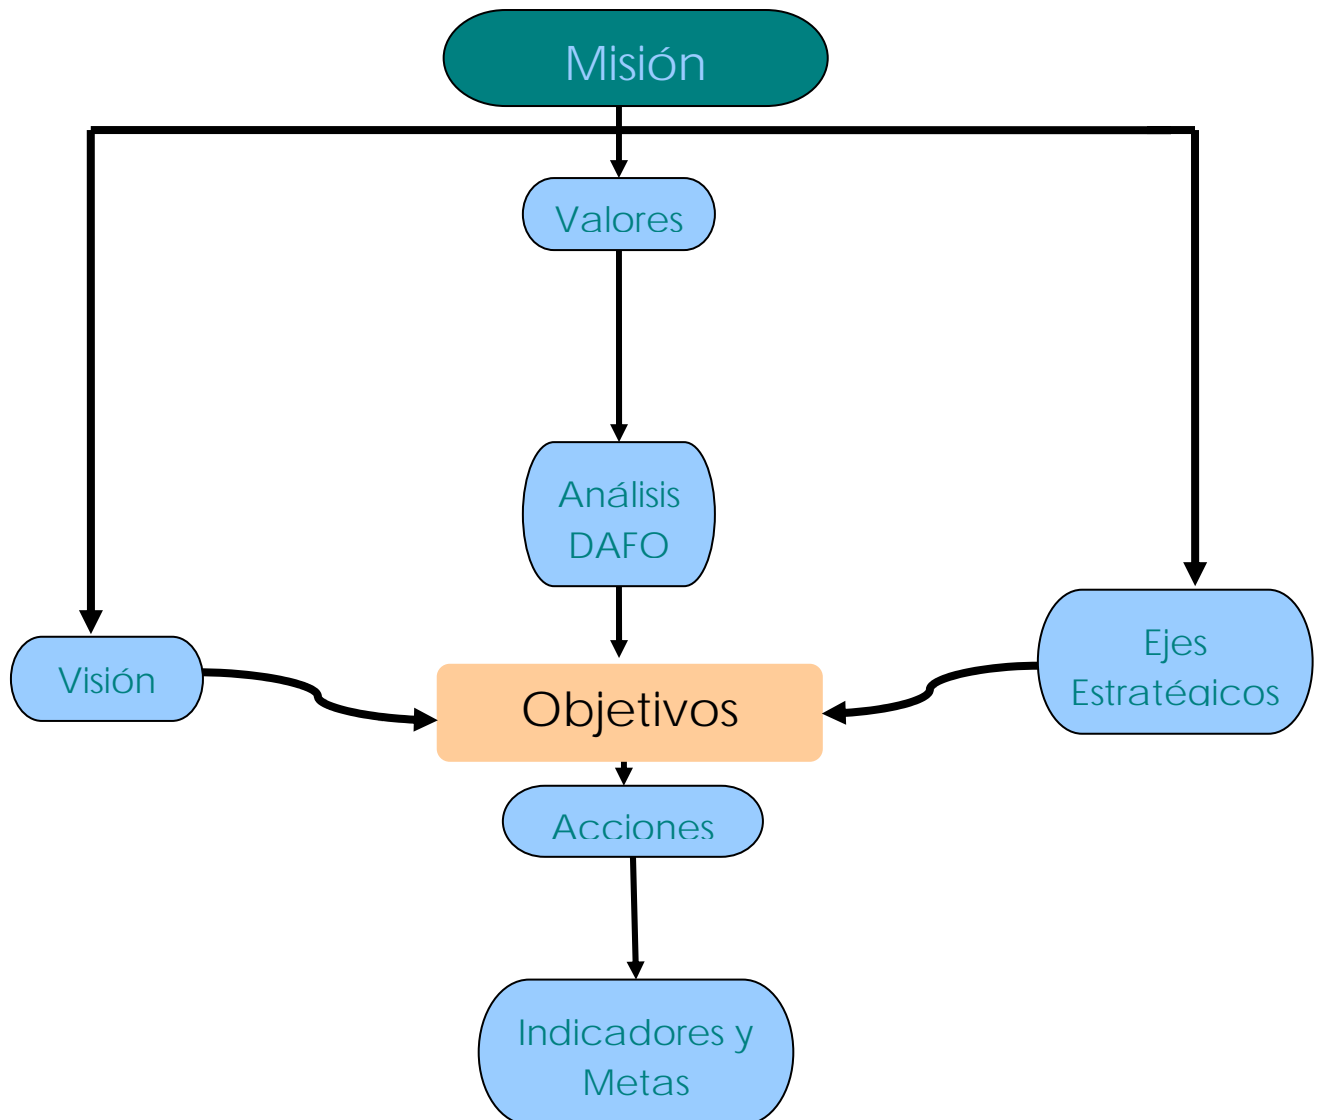 Misión
Valores
Análisis
DAFO
Visión
Ejes
Estratégicos
Objetivos
Acciones
Indicadores y
Metas